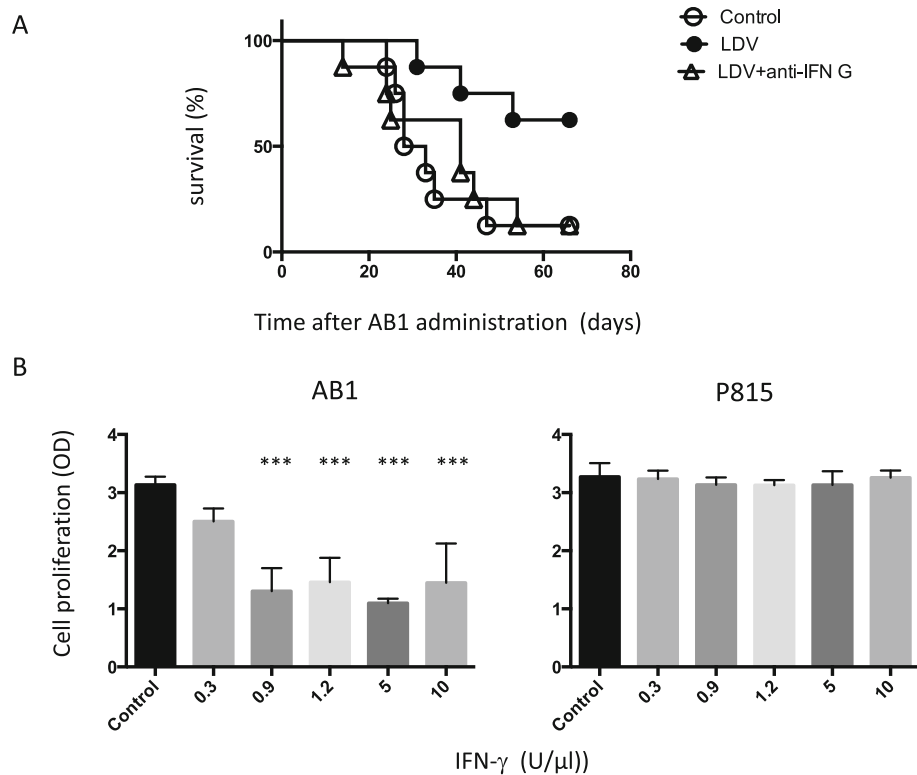 A
Control
LDV
LDV+anti-IFN G
100
50
0
survival (%)
0 20 40 60 80
Time after AB1 administration (days)
B
AB1
P815
Cell proliferation (OD)
4
3
2
1
0
*** *** *** ***
Control 0.3 0.9 1.2 5 10
4
3
2
1
0
Control 0.3 0.9 1.2 5 10
IFN-γ (U/μl))